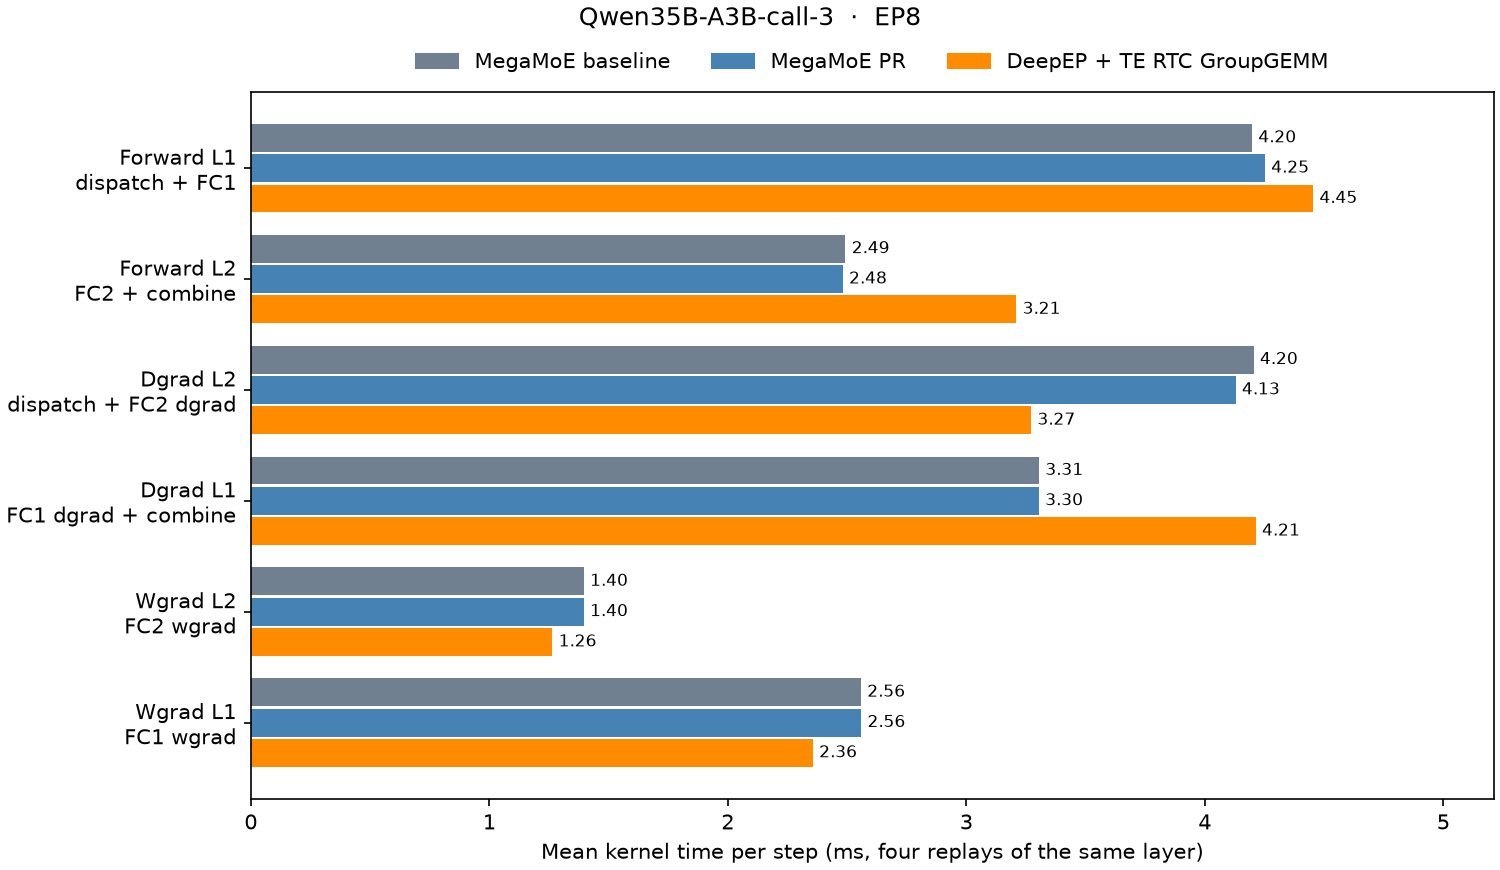 Qwen35B-A3B-call-3 · EP8
MegaMoE baseline
MegaMoE PR
DeepEP + TE RTC GroupGEMM
Forward L1
dispatch + FC1
4.20
4.25
4.45
Forward L2
FC2 + combine
2.49
2.48
3.21
Dgrad L2
dispatch + FC2 dgrad
4.20
4.13
3.27
Dgrad L1
FC1 dgrad + combine
3.31
3.30
4.21
Wgrad L2
FC2 wgrad
1.40
1.40
1.26
Wgrad L1
FC1 wgrad
2.56
2.56
2.36
0 1 2 3 4 5
Mean kernel time per step (ms, four replays of the same layer)